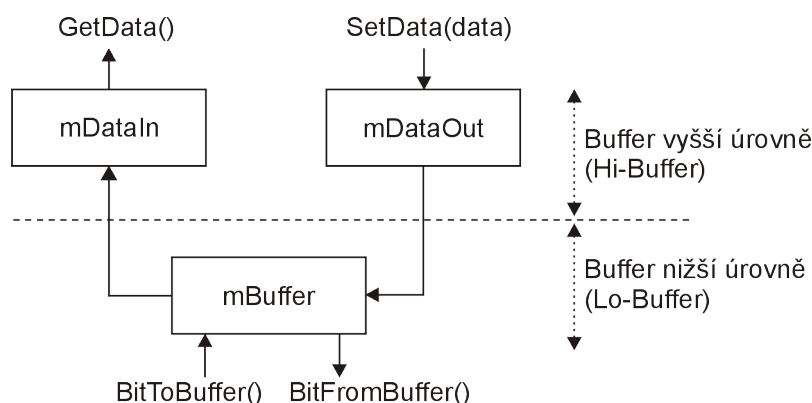 GetData()
SetData(data)
mDataIn
mDataOut
Buffer vyšší úrovně
(Hi-Buffer)
mBuffer
Buffer nižší úrovně
(Lo-Buffer)
BitToBuffer()
BitFromBuffer()